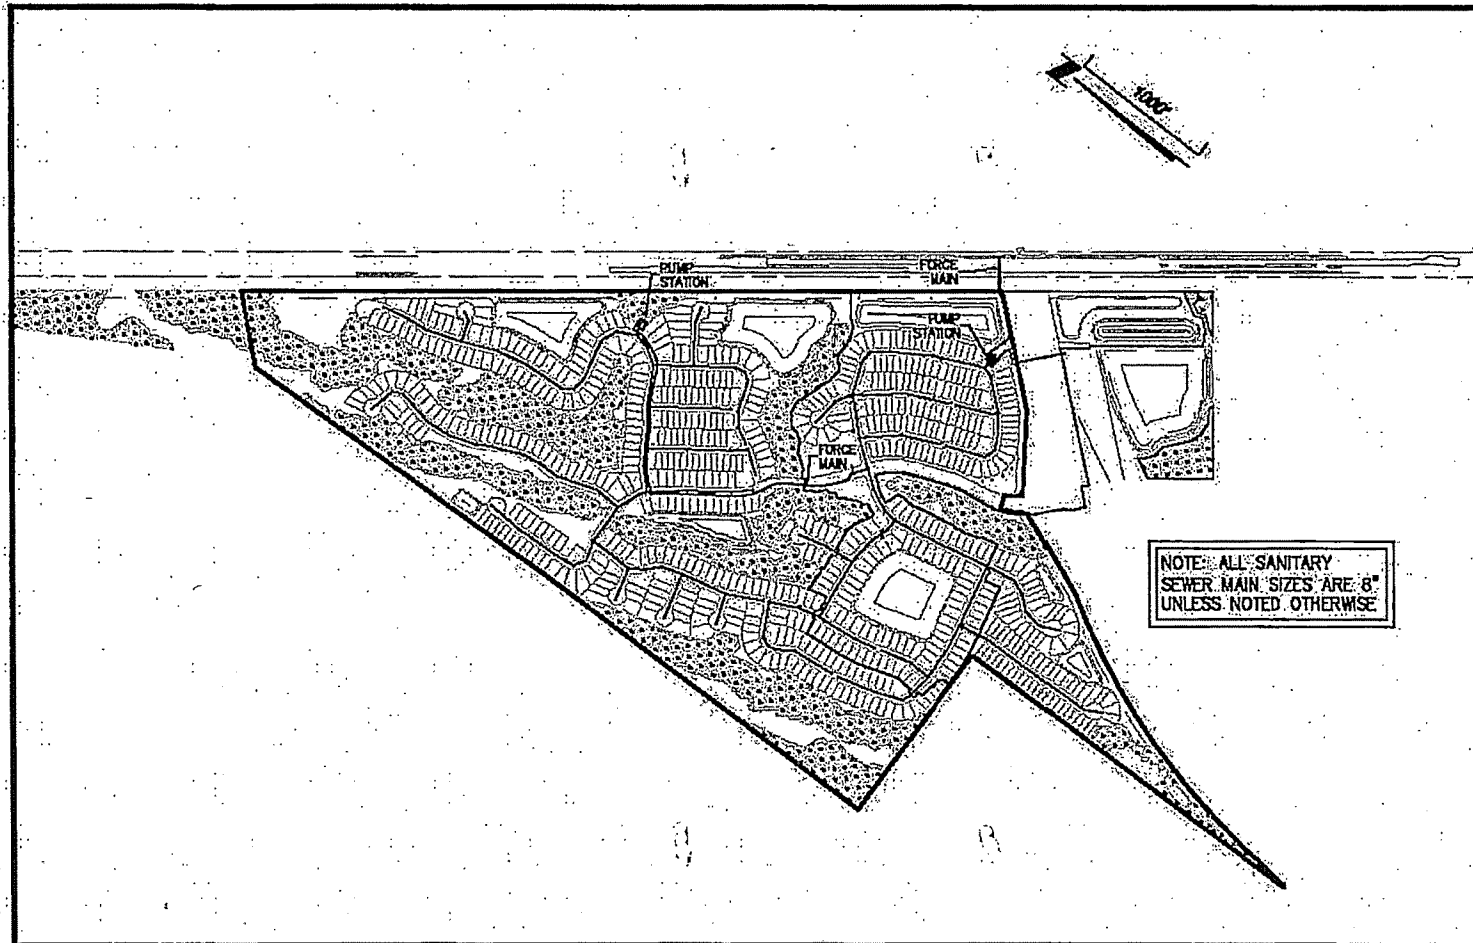 1000'
PUMP
STATION
FORCE
MAIN
PUMP
STATION
FORCE
MAIN
NOTE: ALL SANITARY
SEWER MAIN SIZES ARE 8"
UNLESS NOTED OTHERWISE